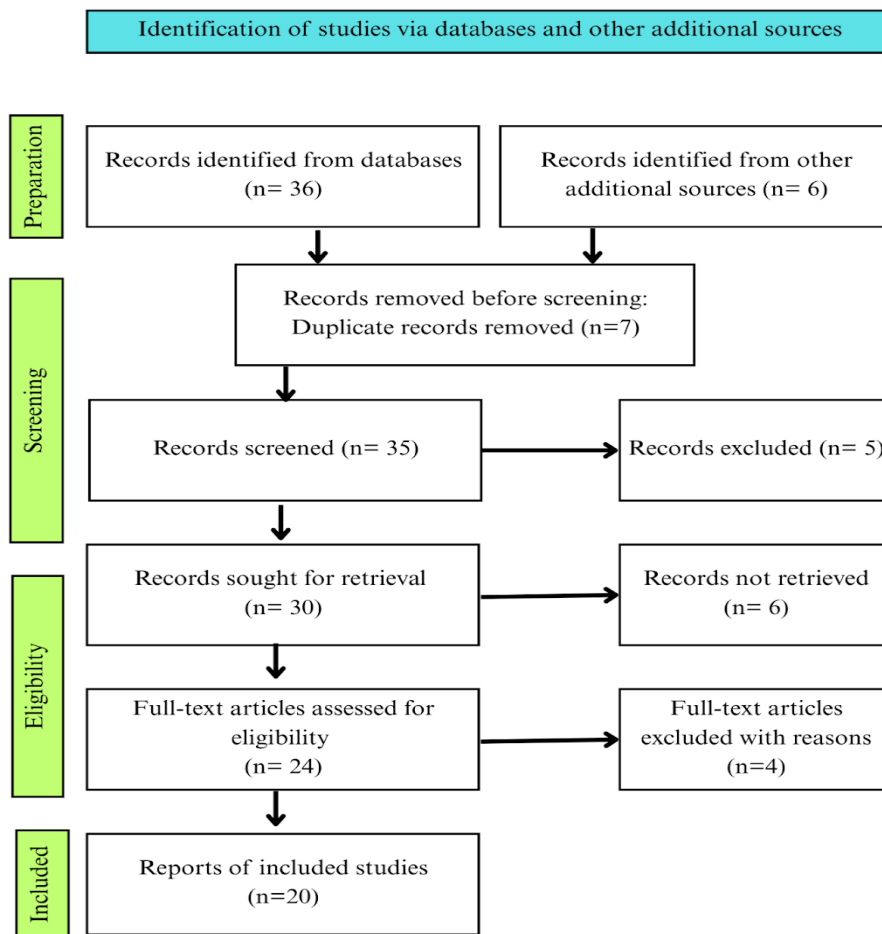 Identification of studies via databases and other additional sources
Preparation
Records identified from databases
(n= 36)
Records identified from other
additional sources (n= 6)
Screening
Records removed before screening:
Duplicate records removed (n=7)
Records screened (n= 35)
Records excluded (n= 5)
Eligibility
Records sought for retrieval
(n= 30)
Records not retrieved
(n= 6)
Full-text articles assessed for
eligibility
(n= 24)
Full-text articles
excluded with reasons
(n=4)
Included
Reports of included studies
(n=20)